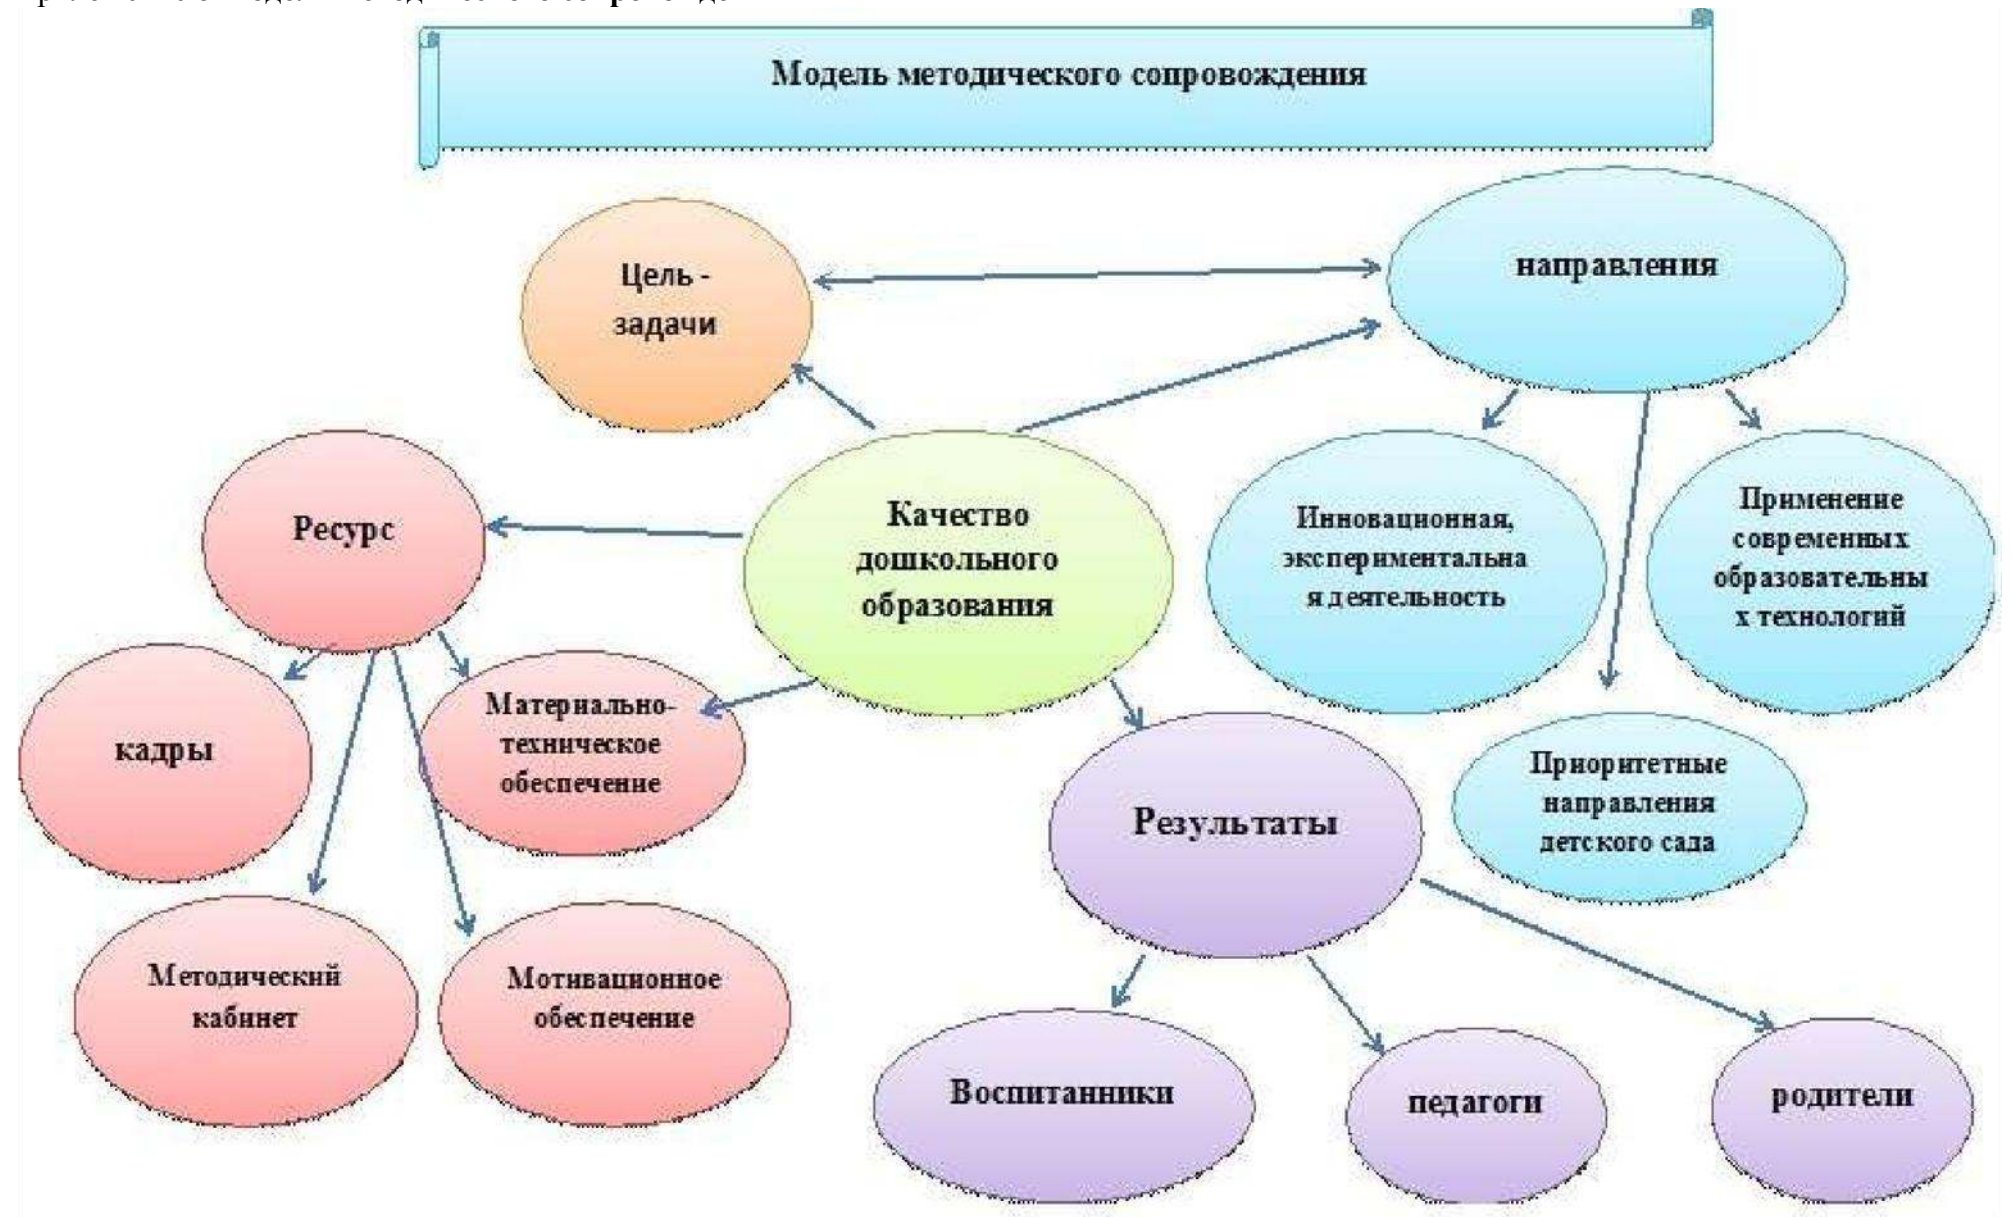 Модель методического сопровождения
Цель -
задачи
направления
Ресурс
Качество
дошкольного
образования
Инновационная,
экспериментальна
я деятельность
Применение
современных
образовательны
х технологий
кадры
Материально-
техническое
обеспечение
Результаты
Приоритетные
направления
детского сада
Методический
кабинет
Мотивационное
обеспечение
Воспитанники
педагоги
родители